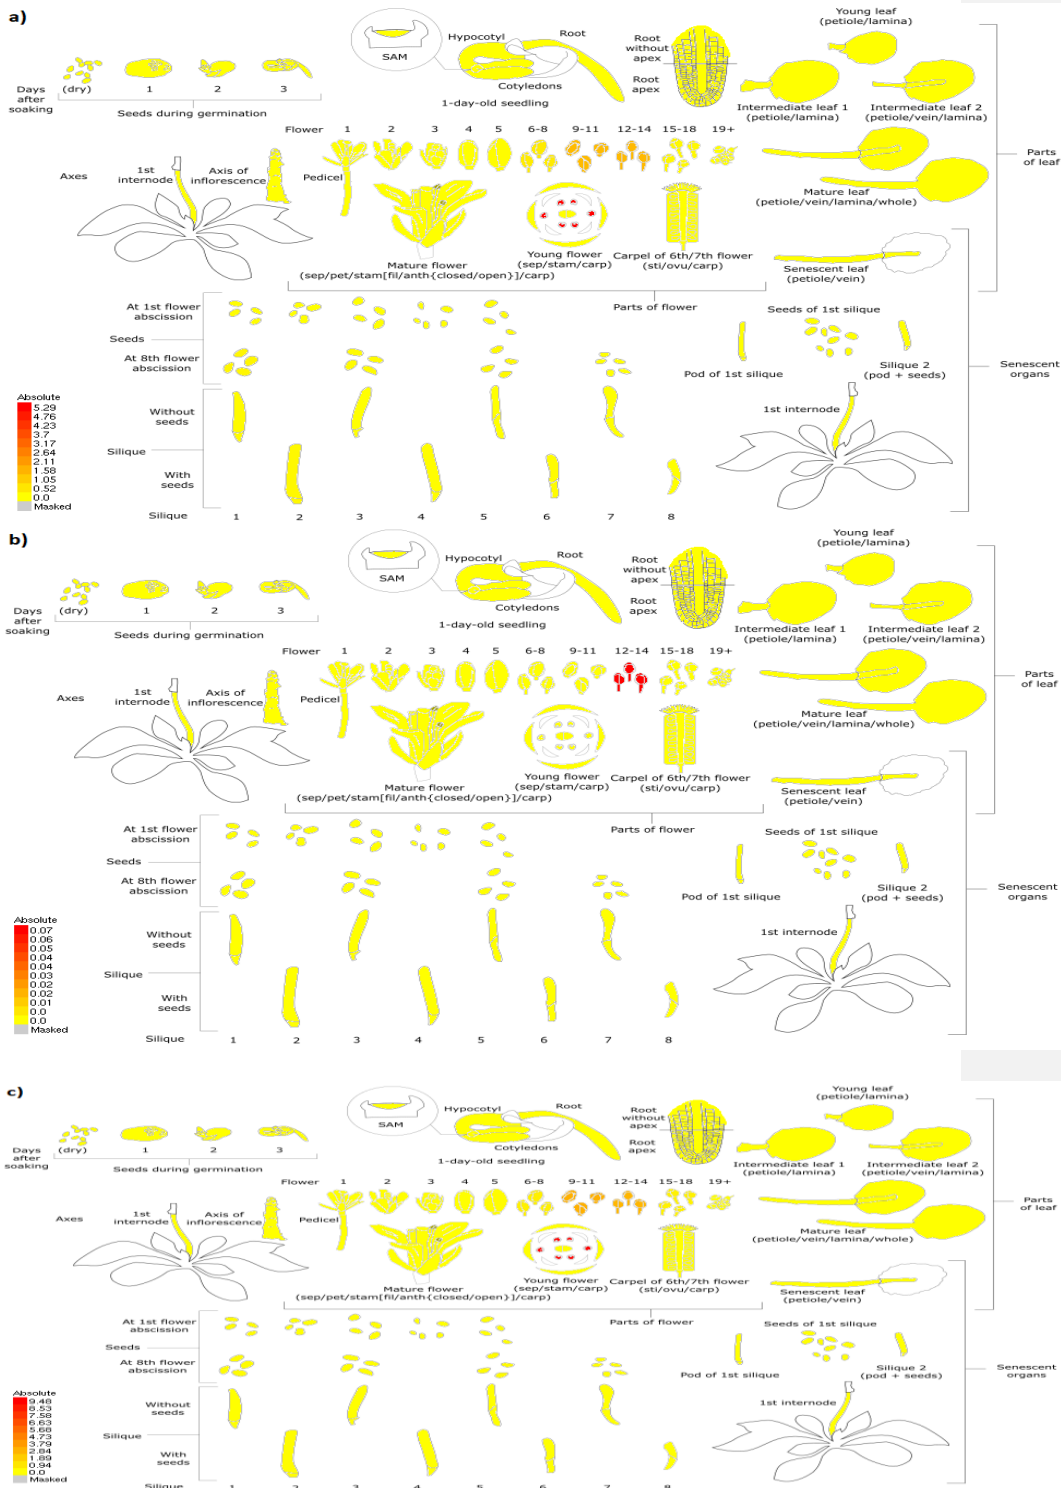 a)
Young leaf
(petiole/lamina)
Hypocotyl
Root
SAM
Root
without
apex
Root
apex
Cotyledons
1-day-old seedling
Intermediate leaf 1
(petiole/lamina)
Intermediate leaf 2
(petiole/vein/lamina)
Days
after
soaking
(dry) 1 2 3
Seeds during germination
Flower 1 2 3 4 5 6-8 9-11 12-14 15-18 19+
Parts
of leaf
Axes
1st
internode
Axis of
inflorescence
Pedicel
Mature leaf
(petiole/vein/lamina/whole)
Mature flower
(sep/pet/stam[fil/anth{closed/open}]/carp)
Young flower
(sep/stam/carp)
Carpel of 6th/7th flower
(sti/ovu/carp)
Senescent leaf
(petiole/vein)
At 1st flower
abscission
Parts of flower
Seeds of 1st silique
Seeds
At 8th flower
abscission
Pod of 1st silique
Silique 2
(pod + seeds)
Senescent
organs
Without
seeds
1st internode
Silique
With
seeds
Silique 1 2 3 4 5 6 7 8
Absolute
5.29
4.76
4.23
3.7
3.17
2.64
2.11
1.58
1.05
0.52
0.0
Masked
b)
Young leaf
(petiole/lamina)
Hypocotyl
Root
SAM
Root
without
apex
Root
apex
Cotyledons
1-day-old seedling
Intermediate leaf 1
(petiole/lamina)
Intermediate leaf 2
(petiole/vein/lamina)
Days
after
soaking
(dry) 1 2 3
Seeds during germination
Flower 1 2 3 4 5 6-8 9-11 12-14 15-18 19+
Parts
of leaf
Axes
1st
internode
Axis of
inflorescence
Pedicel
Mature leaf
(petiole/vein/lamina/whole)
Mature flower
(sep/pet/stam[fil/anth{closed/open}]/carp)
Young flower
(sep/stam/carp)
Carpel of 6th/7th flower
(sti/ovu/carp)
Senescent leaf
(petiole/vein)
At 1st flower
abscission
Parts of flower
Seeds of 1st silique
Seeds
At 8th flower
abscission
Pod of 1st silique
Silique 2
(pod + seeds)
Senescent
organs
Without
seeds
1st internode
Silique
With
seeds
Silique 1 2 3 4 5 6 7 8
Absolute
0.07
0.06
0.05
0.04
0.04
0.03
0.02
0.02
0.01
0.0
0.0
Masked
c)
Young leaf
(petiole/lamina)
Hypocotyl
Root
SAM
Root
without
apex
Root
apex
Cotyledons
1-day-old seedling
Intermediate leaf 1
(petiole/lamina)
Intermediate leaf 2
(petiole/vein/lamina)
Days
after
soaking
(dry) 1 2 3
Seeds during germination
Flower 1 2 3 4 5 6-8 9-11 12-14 15-18 19+
Parts
of leaf
Axes
1st
internode
Axis of
inflorescence
Pedicel
Mature leaf
(petiole/vein/lamina/whole)
Mature flower
(sep/pet/stam[fil/anth{closed/open}]/carp)
Young flower
(sep/stam/carp)
Carpel of 6th/7th flower
(sti/ovu/carp)
Senescent leaf
(petiole/vein)
At 1st flower
abscission
Parts of flower
Seeds of 1st silique
Seeds
At 8th flower
abscission
Pod of 1st silique
Silique 2
(pod + seeds)
Senescent
organs
Without
seeds
1st internode
Silique
With
seeds
Silique 1 2 3 4 5 6 7 8
Absolute
9.48
8.53
7.58
6.63
5.68
4.73
3.79
2.84
1.89
0.94
0.0
Masked